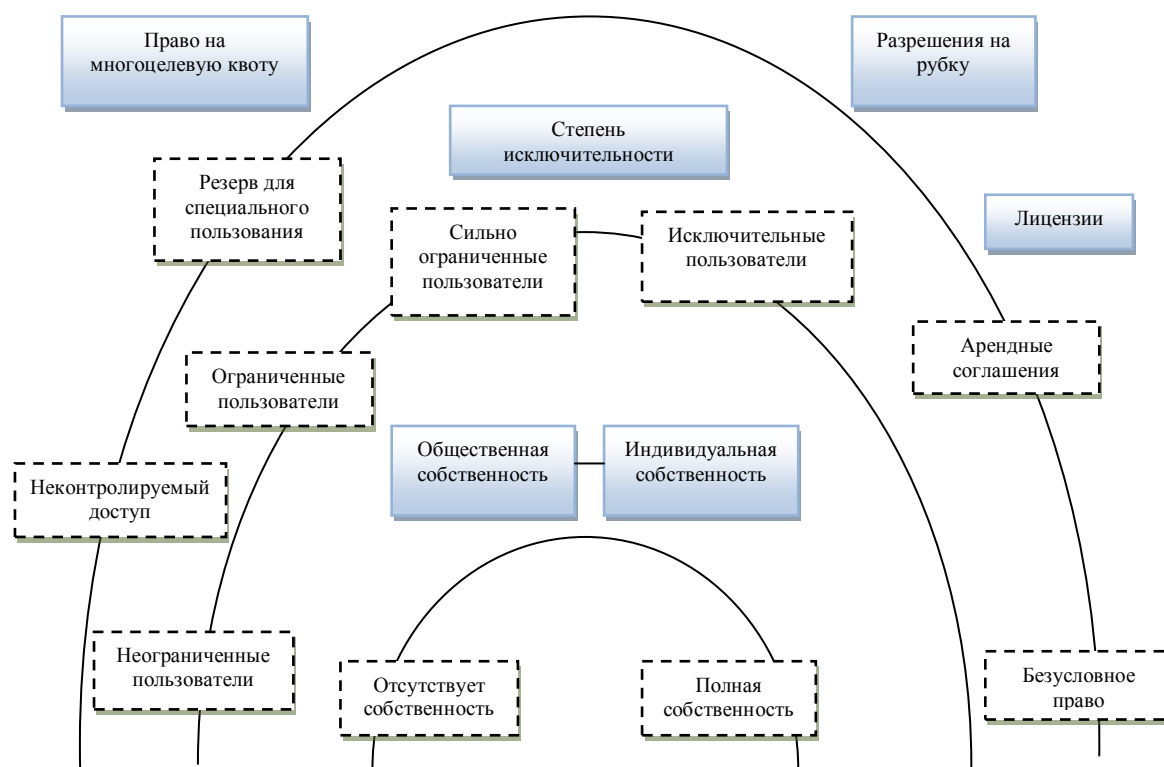 Право на
многоцелевую квоту
Разрешения на
рубку
Степень
исключительности
Резерв для
специального
пользования
Лицензии
Сильно
ограниченные
пользователи
Исключительные
пользователи
Арендные
соглашения
Ограниченные
пользователи
Общественная
собственность
Индивидуальная
собственность
Неконтролируемый
доступ
Неограниченные
пользователи
Отсутствует
собственность
Полная
собственность
Безусловное
право